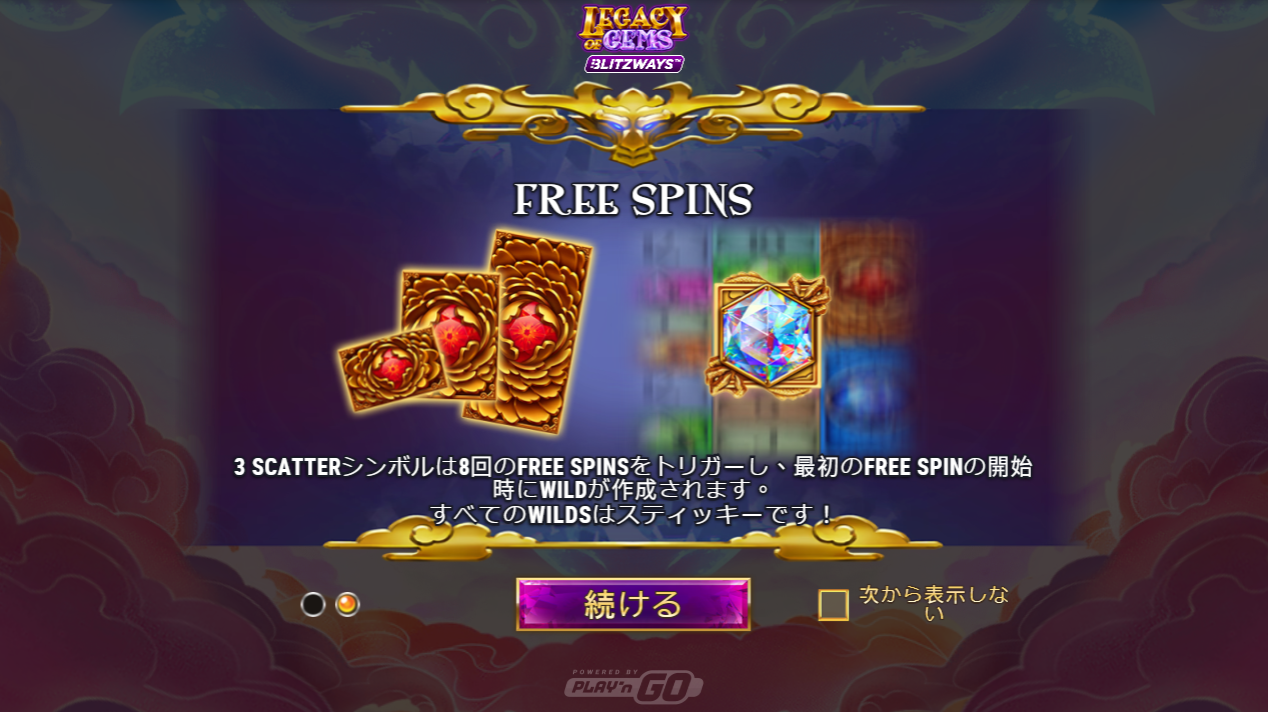 LEGACY
OF GEMS
BLITZWAYS™
FREE SPINS
3 SCATTERシンボルは8回のFREE SPINSをトリガーし、最初のFREE SPINの開始
時にWILDが作成されます。
すべてのWILDSはスティッキーです！
続ける
次から表示しな
い
POWERED BY
PLAY'n GO